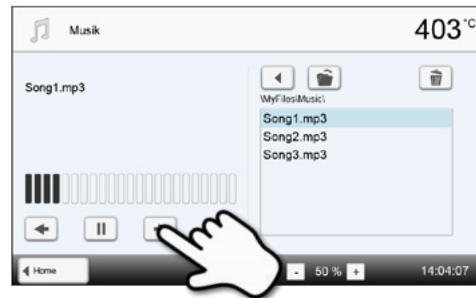 Musik
403 °C
Song1.mp3
\MyFiles\Music\
Song1.mp3
Song2.mp3
Song3.mp3
Home
- 50 % +
14:04:07